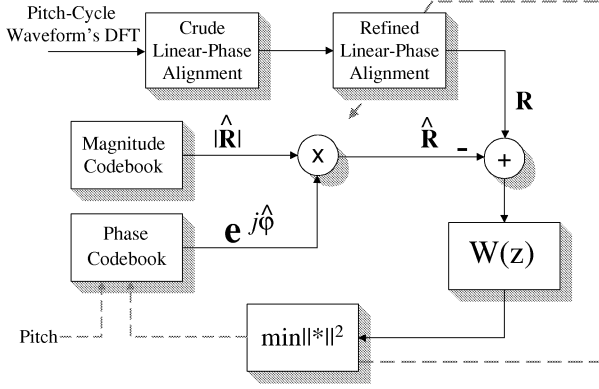 Pitch-Cycle
Waveform's DFT
Crude
Linear-Phase
Alignment
Refined
Linear-Phase
Alignment
R
Magnitude
Codebook
|R̂|
x
R̂
-
+
Phase
Codebook
e^{jφ̂}
W(z)
Pitch
min||*||²